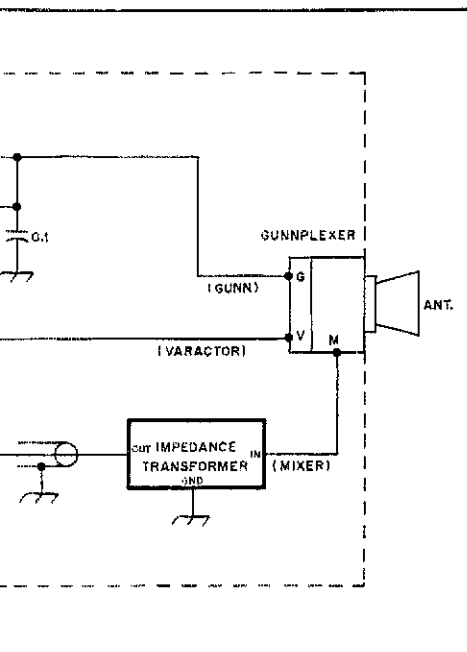 0.1
GUNNPLEXER
G
(GUNN)
ANT.
V
M
(VARACTOR)
OUT IMPEDANCE IN
TRANSFORMER
GND
(MIXER)